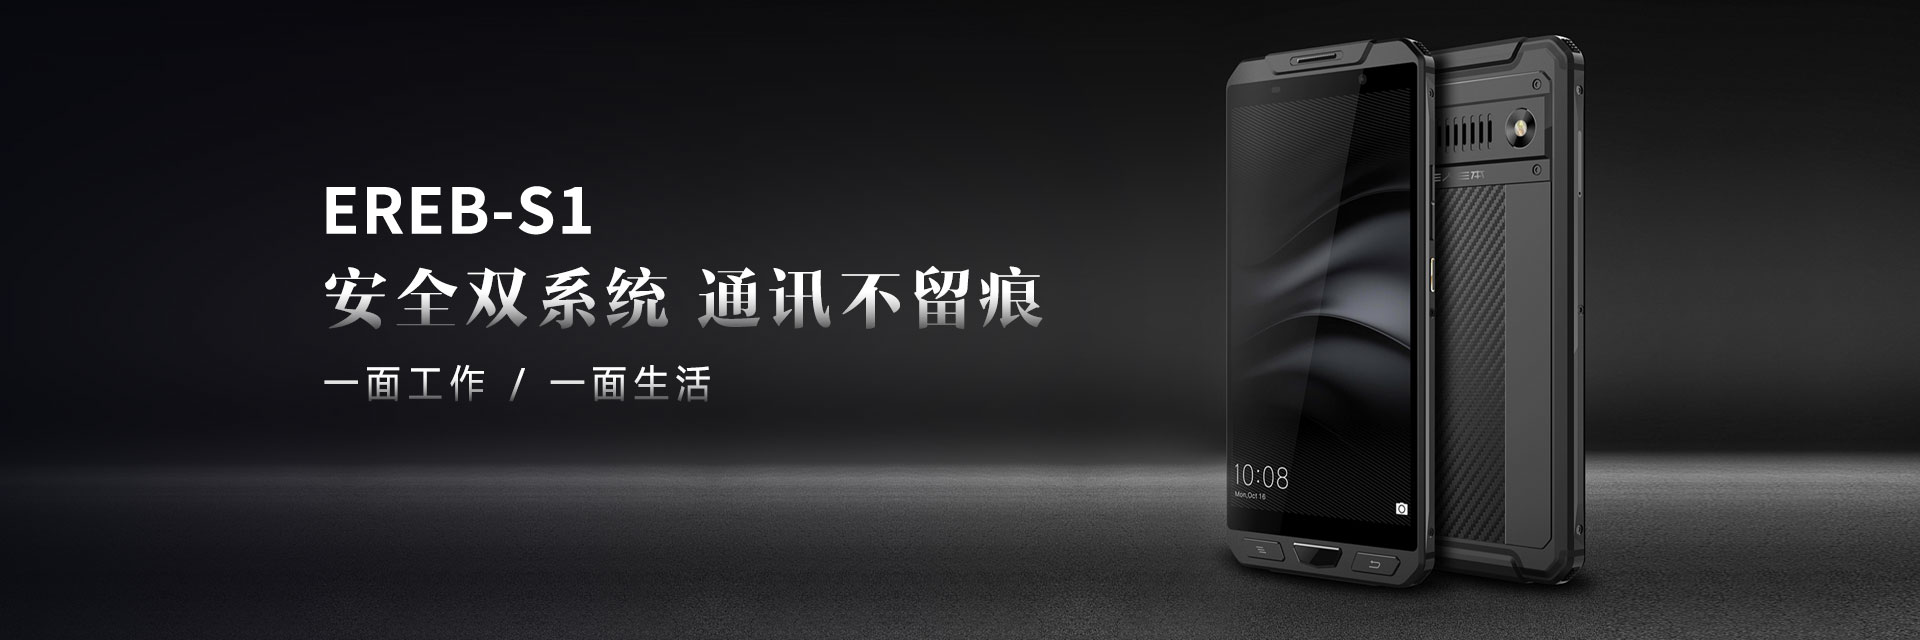 EREB-S1
安全双系统 通讯不留痕
一面工作 / 一面生活
10:08
Mon,Oct 16